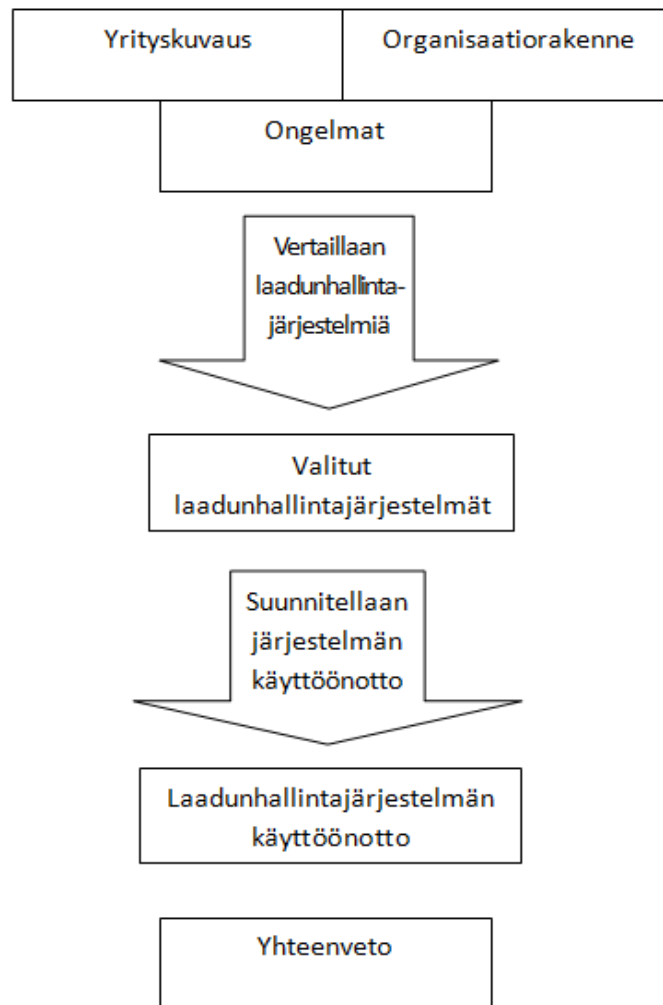 Yrityskuvaus
Organisaatiorakenne
Ongelmat
Vertaillaan
laadunhallinta-
järjestelmiä
Valitut
laadunhallintajärjestelmät
Suunnitellaan
järjestelmän
käyttöönotto
Laadunhallintajärjestelmän
käyttöönotto
Yhteenveto